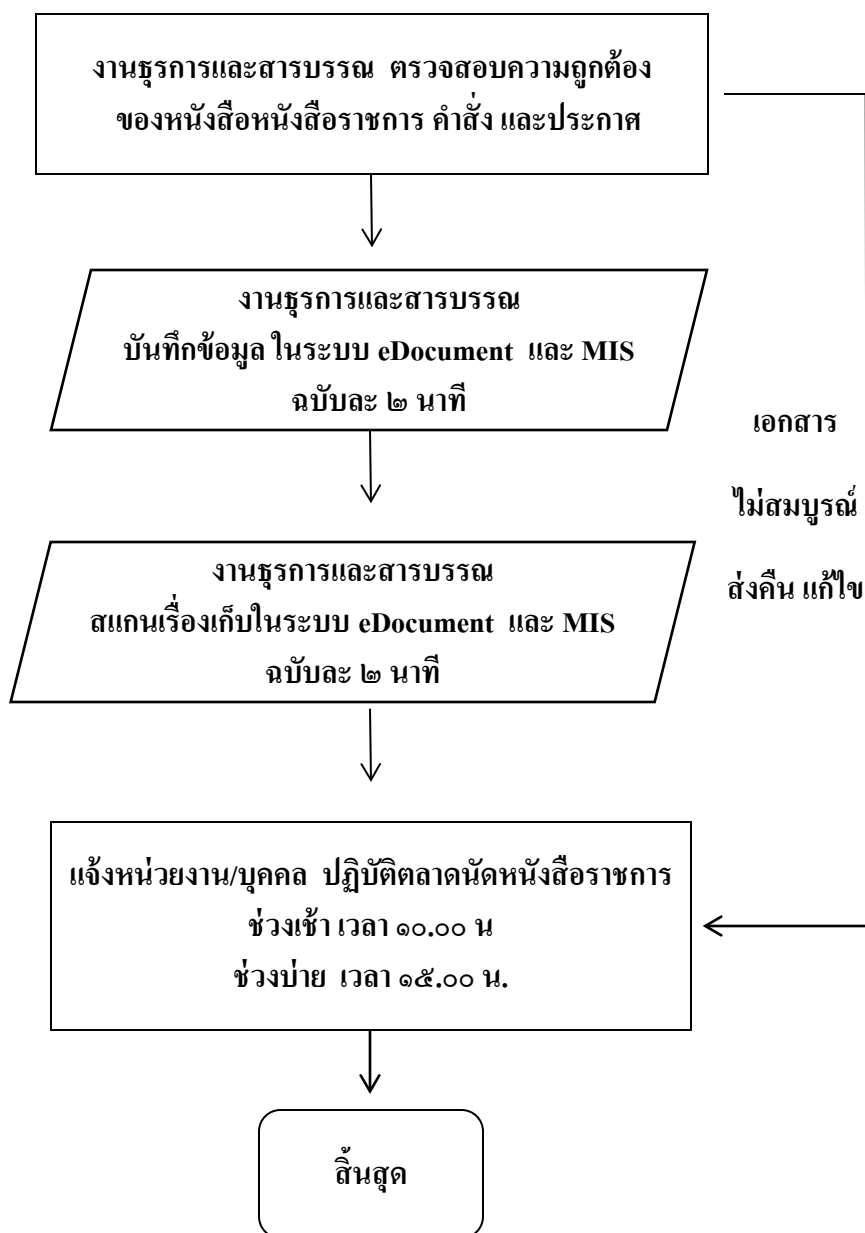 งานธุรการและสารบรรณ ตรวจสอบความถูกต้อง
ของหนังสือหนังสือราชการ คำสั่ง และประกาศ
งานธุรการและสารบรรณ
บันทึกข้อมูล ในระบบ eDocument และ MIS
ฉบับละ ๒ นาที
เอกสาร
ไม่สมบูรณ์
ส่งคืน แก้ไข
งานธุรการและสารบรรณ
สแกนเรื่องเก็บในระบบ eDocument และ MIS
ฉบับละ ๒ นาที
แจ้งหน่วยงาน/บุคคล ปฏิบัติตลาดนัดหนังสือราชการ
ช่วงเช้า เวลา ๑๐.๐๐ น
ช่วงบ่าย เวลา ๑๕.๐๐ น.
สิ้นสุด